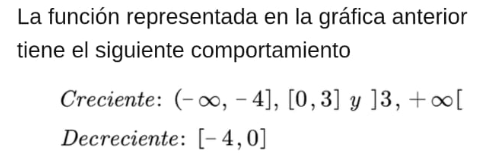 La función representada en la gráfica anterior
tiene el siguiente comportamiento
Creciente: (−∞, −4], [0,3] y ]3, +∞[
Decreciente: [−4,0]